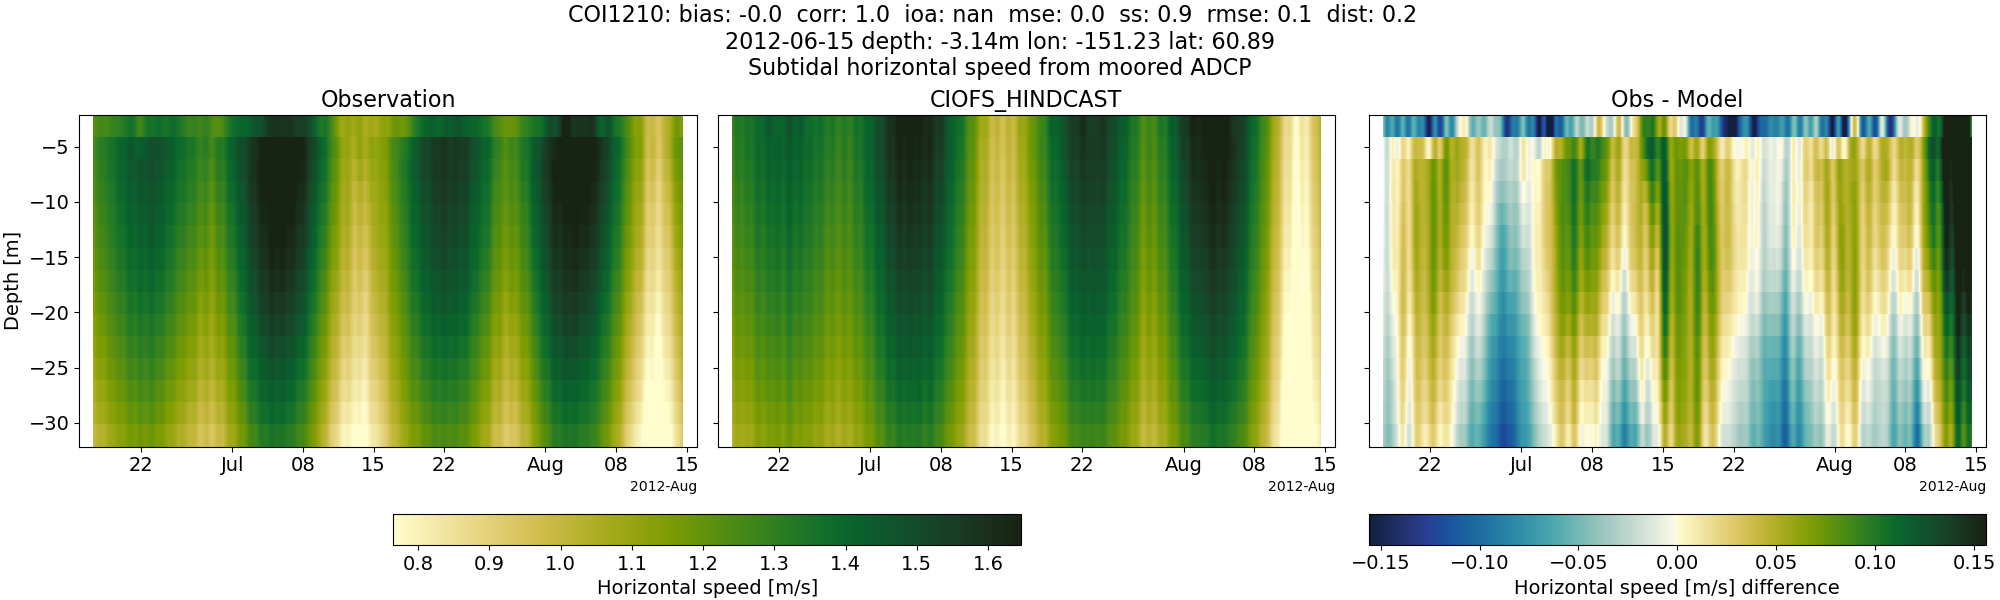 COI1210: bias: -0.0  corr: 1.0  ioa: nan  mse: 0.0  ss: 0.9  rmse: 0.1  dist: 0.2
2012-06-15 depth: -3.14m lon: -151.23 lat: 60.89
Subtidal horizontal speed from moored ADCP
Observation
CIOFS_HINDCAST
Obs - Model
Depth [m]
−5
−10
−15
−20
−25
−30
22 Jul 08 15 22 Aug 08 15
2012-Aug
22 Jul 08 15 22 Aug 08 15
2012-Aug
22 Jul 08 15 22 Aug 08 15
2012-Aug
0.8 0.9 1.0 1.1 1.2 1.3 1.4 1.5 1.6
Horizontal speed [m/s]
−0.15 −0.10 −0.05 0.00 0.05 0.10 0.15
Horizontal speed [m/s] difference